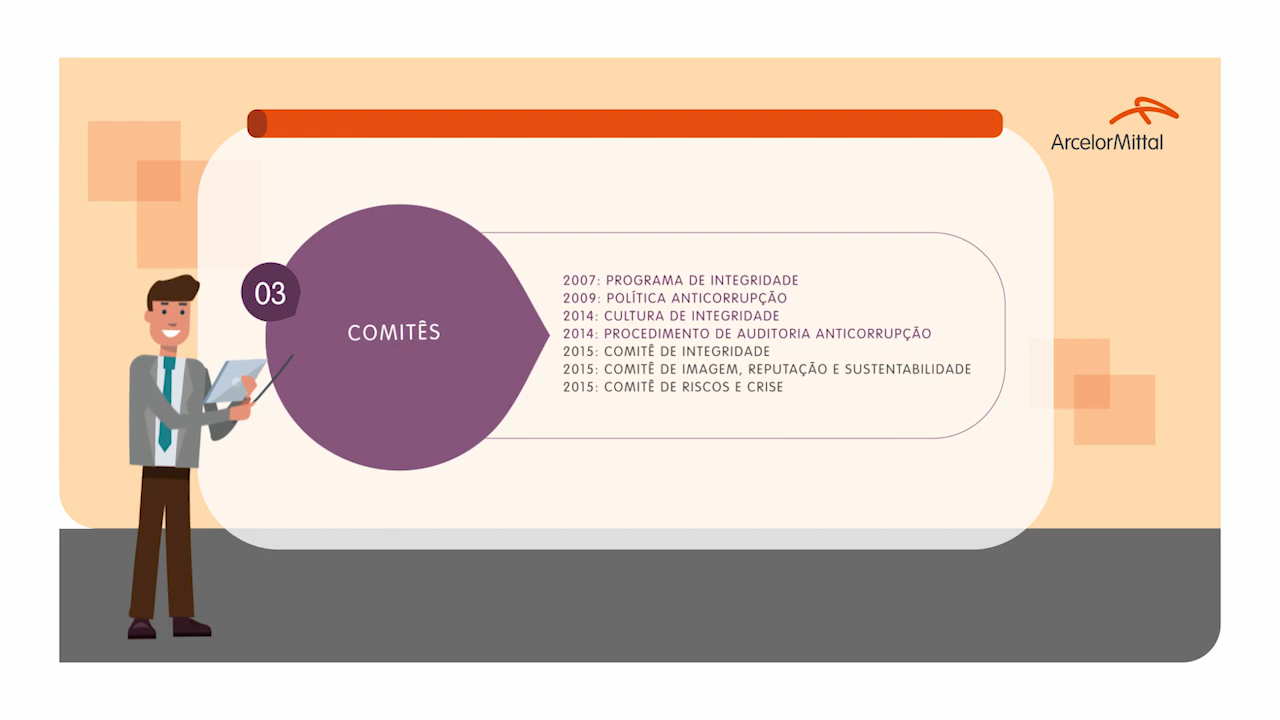 ArcelorMittal
03
COMITÊS
2007: PROGRAMA DE INTEGRIDADE
2009: POLÍTICA ANTICORRUPÇÃO
2014: CULTURA DE INTEGRIDADE
2014: PROCEDIMENTO DE AUDITORIA ANTICORRUPÇÃO
2015: COMITÊ DE INTEGRIDADE
2015: COMITÊ DE IMAGEM, REPUTAÇÃO E SUSTENTABILIDADE
2015: COMITÊ DE RISCOS E CRISE